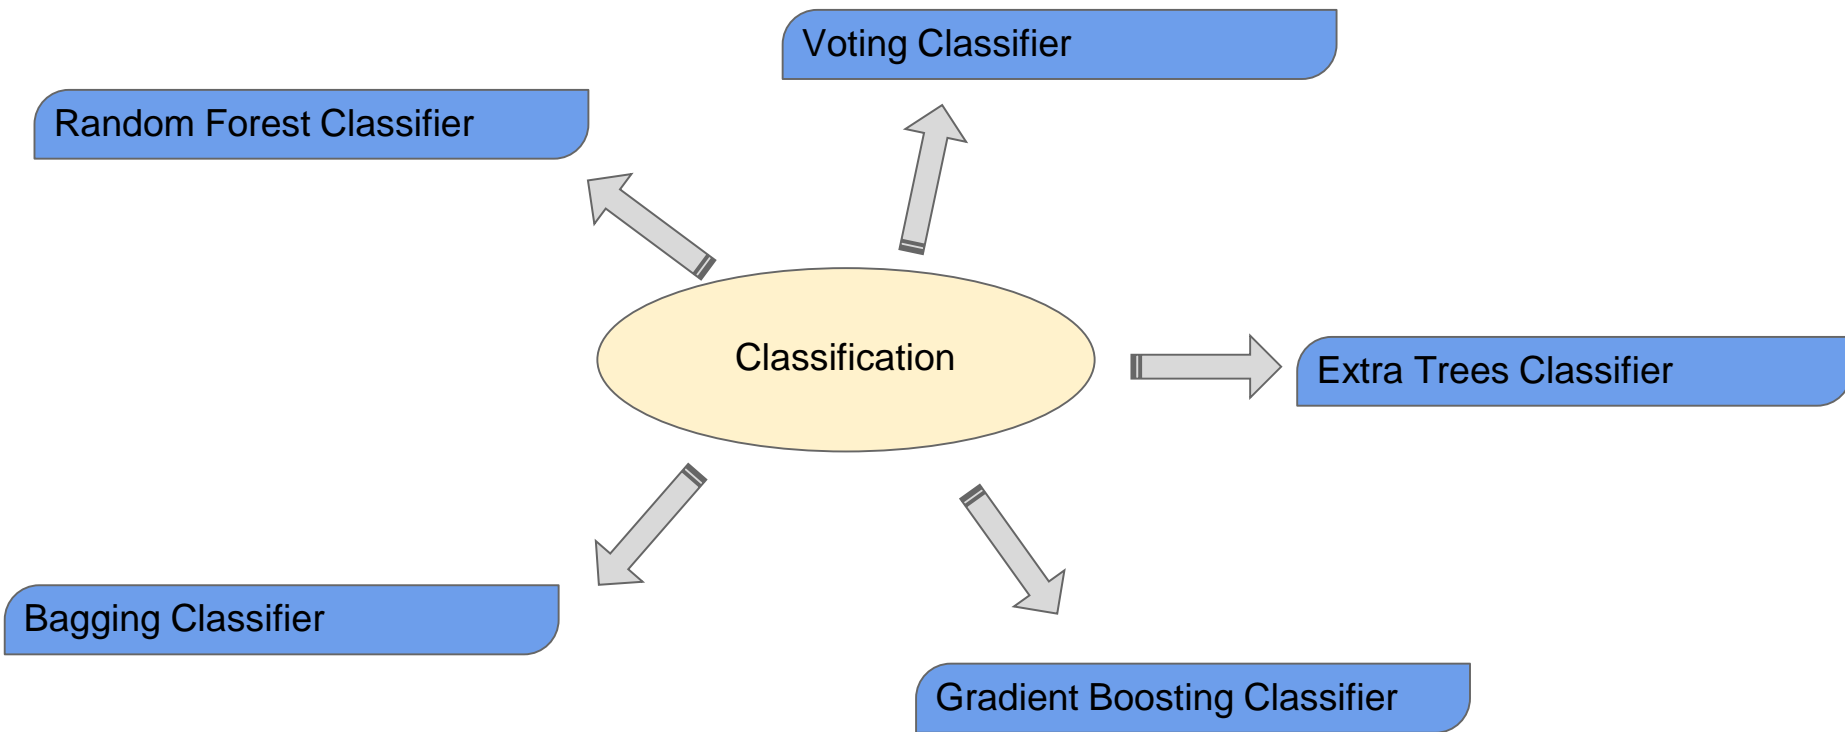 Voting Classifier
Random Forest Classifier
Classification
Extra Trees Classifier
Bagging Classifier
Gradient Boosting Classifier